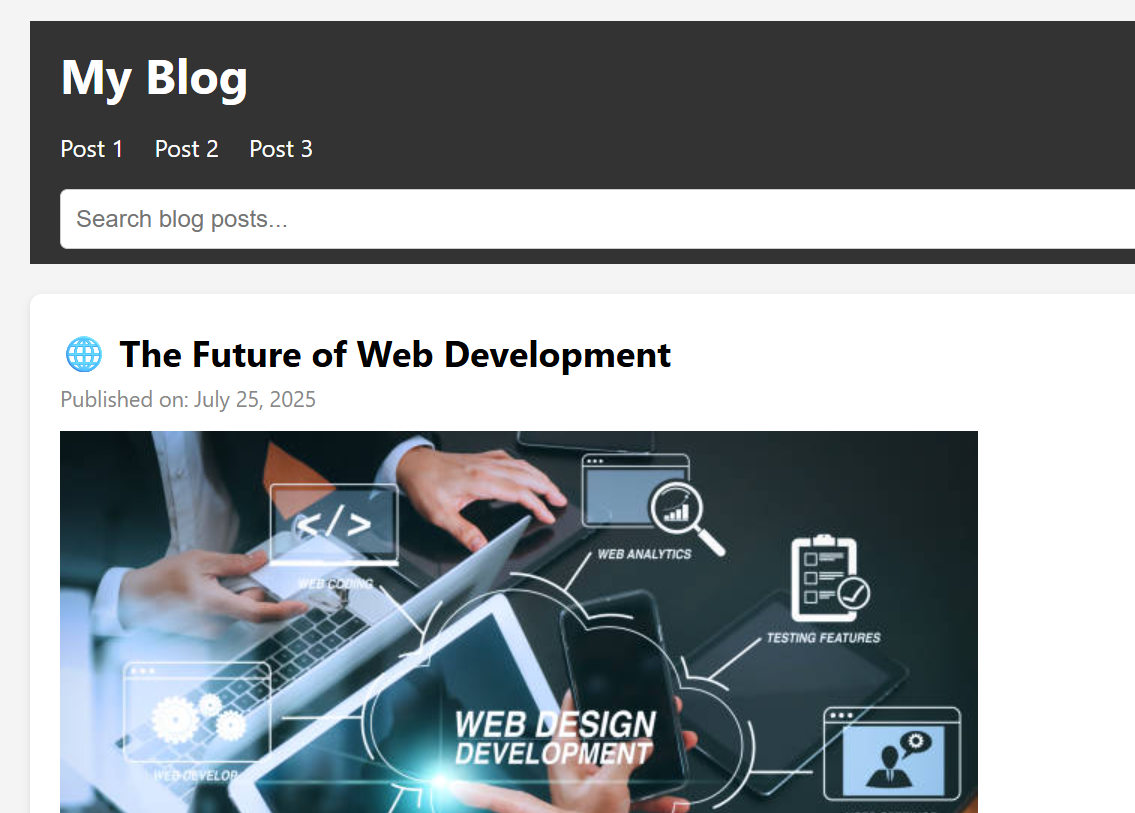 My Blog
Post 1 Post 2 Post 3
Search blog posts...
The Future of Web Development
Published on: July 25, 2025
</>
WEB ANALYTICS
WEB CODING
TESTING FEATURES
WEB DESIGN
DEVELOPMENT
WEB DEVELOP